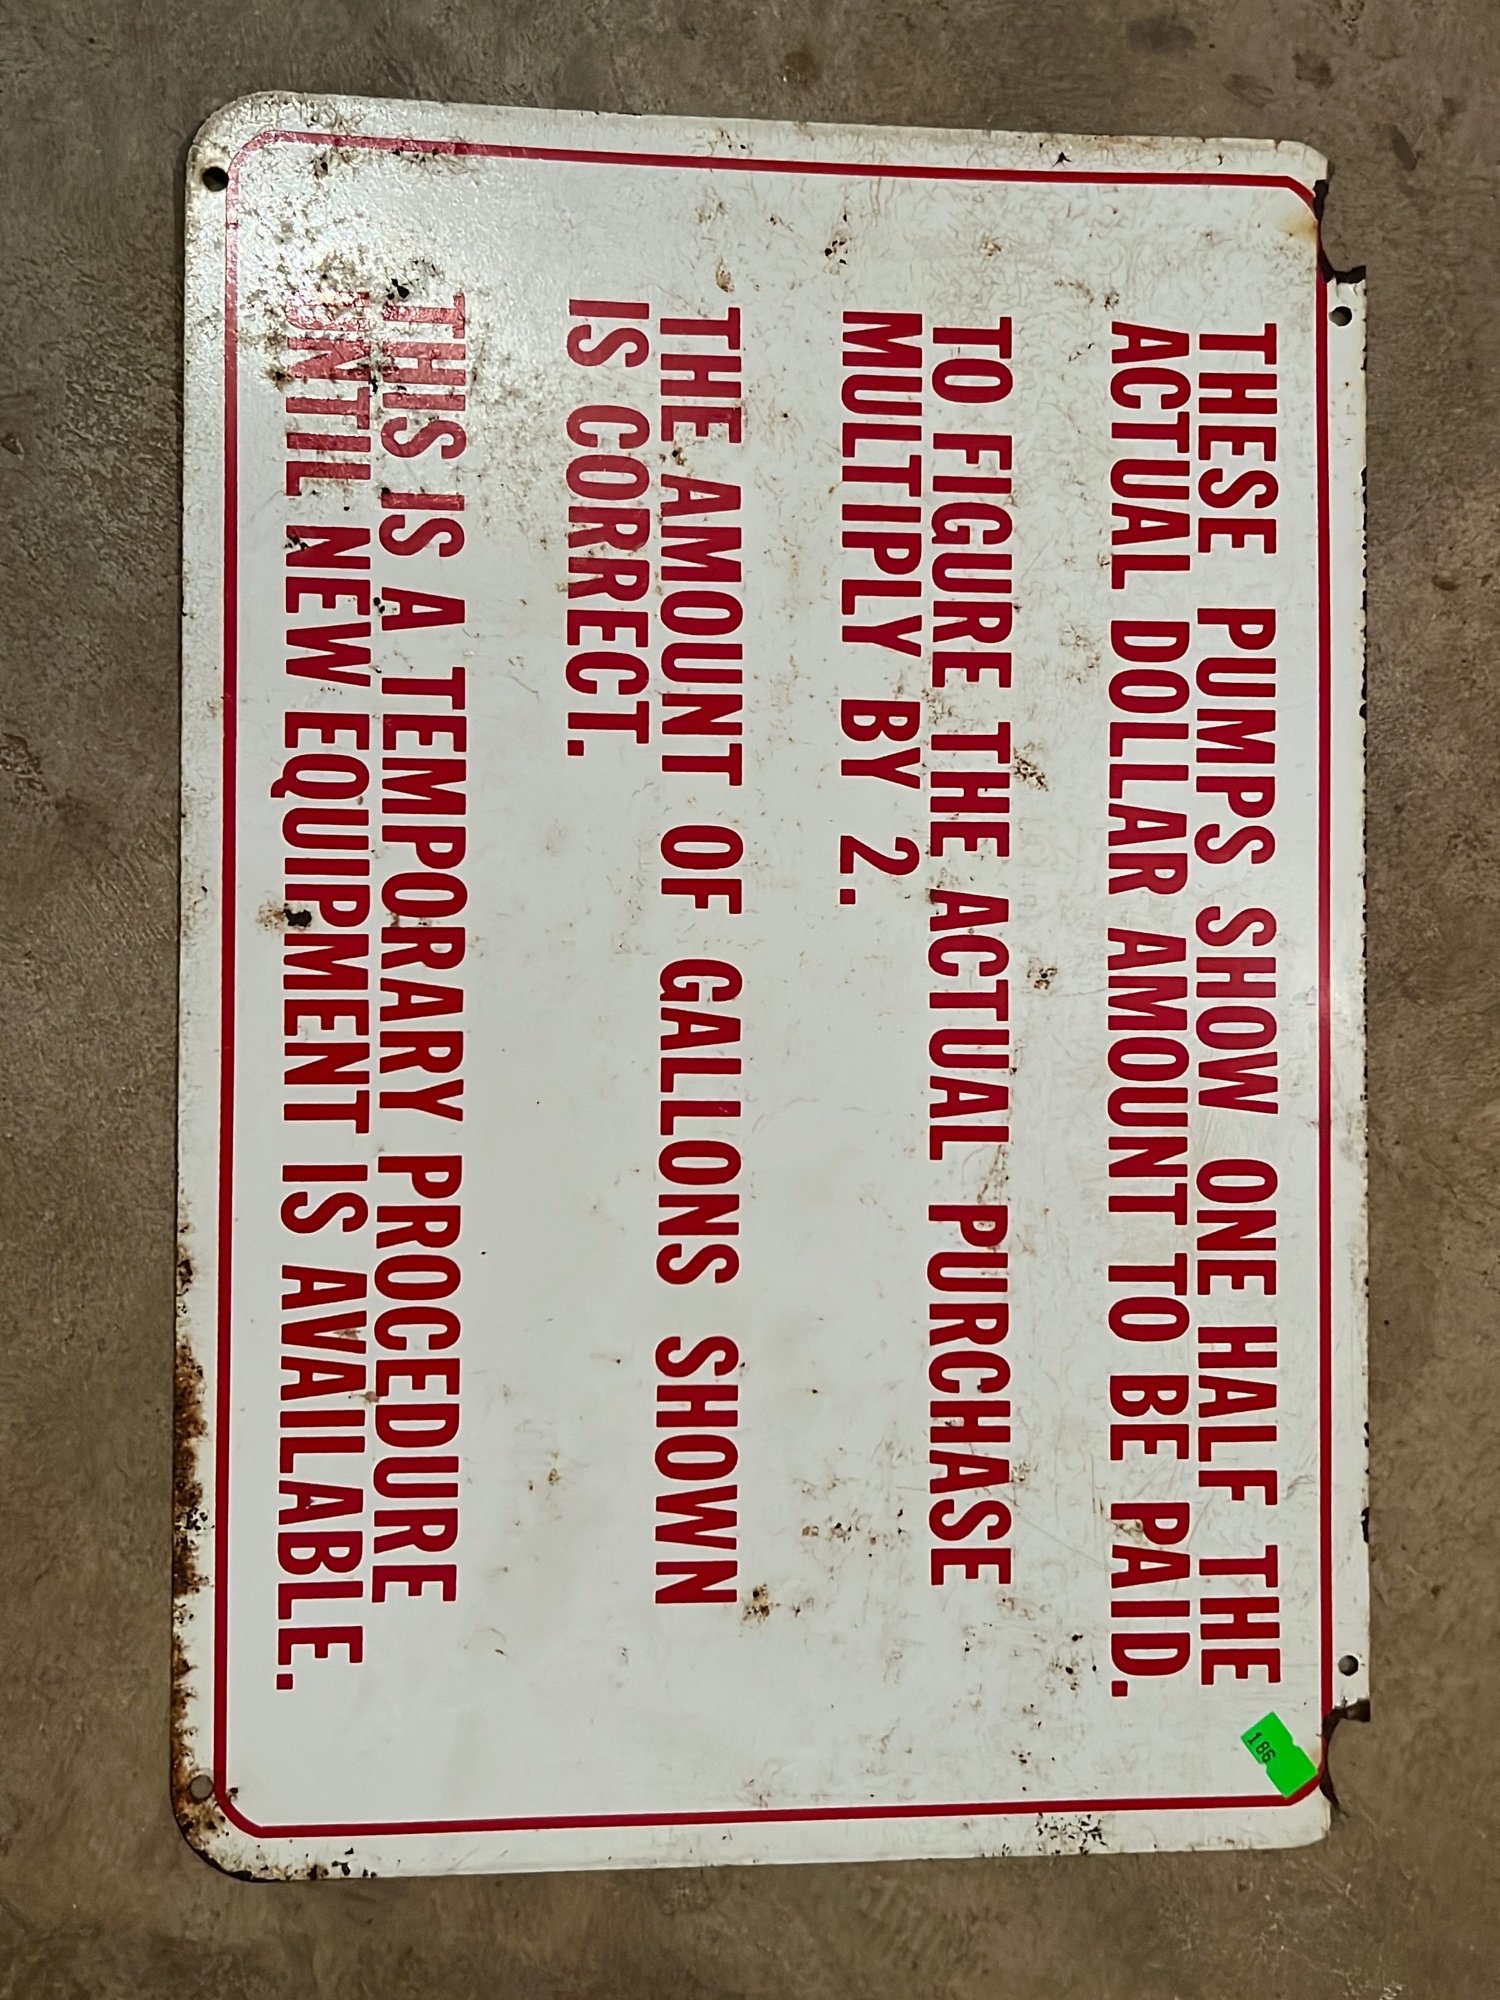 THESE PUMPS SHOW ONE HALF THE
ACTUAL DOLLAR AMOUNT TO BE PAID.
TO FIGURE THE ACTUAL PURCHASE
MULTIPLY BY 2.
THE AMOUNT OF GALLONS SHOWN
IS CORRECT.
THIS IS A TEMPORARY PROCEDURE
UNTIL NEW EQUIPMENT IS AVAILABLE.
186